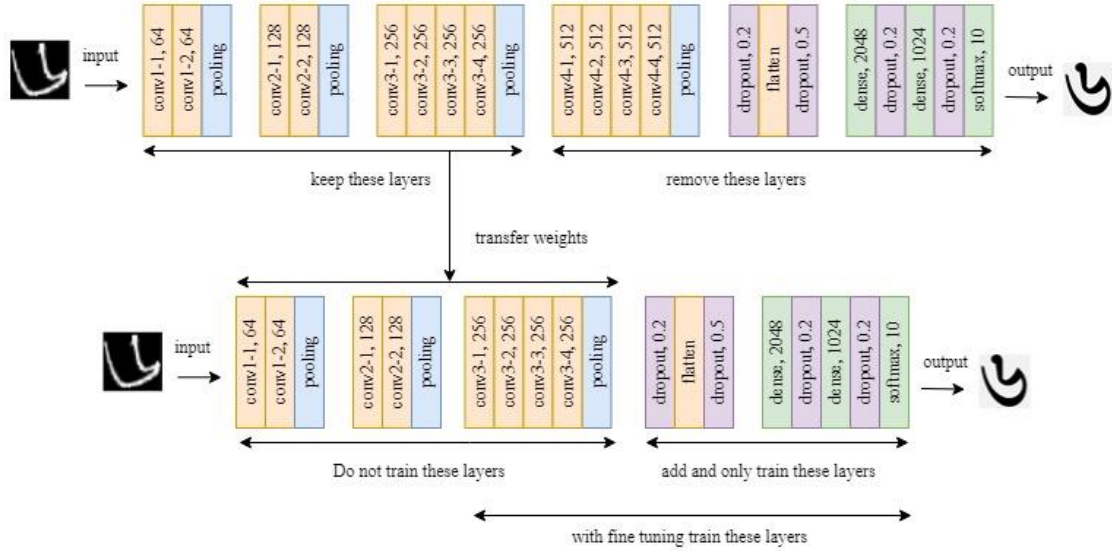 input
conv1-1, 64
conv1-2, 64
pooling
conv2-1, 128
conv2-2, 128
pooling
conv3-1, 256
conv3-2, 256
conv3-3, 256
conv3-4, 256
pooling
conv4-1, 512
conv4-2, 512
conv4-3, 512
conv4-4, 512
pooling
dropout, 0.2
flatten
dropout, 0.5
dense, 2048
dropout, 0.2
dense, 1024
dropout, 0.2
softmax, 10
output
keep these layers
remove these layers
transfer weights
input
conv1-1, 64
conv1-2, 64
pooling
conv2-1, 128
conv2-2, 128
pooling
conv3-1, 256
conv3-2, 256
conv3-3, 256
conv3-4, 256
pooling
dropout, 0.2
flatten
dropout, 0.5
dense, 2048
dropout, 0.2
dense, 1024
dropout, 0.2
softmax, 10
output
Do not train these layers
add and only train these layers
with fine tuning train these layers